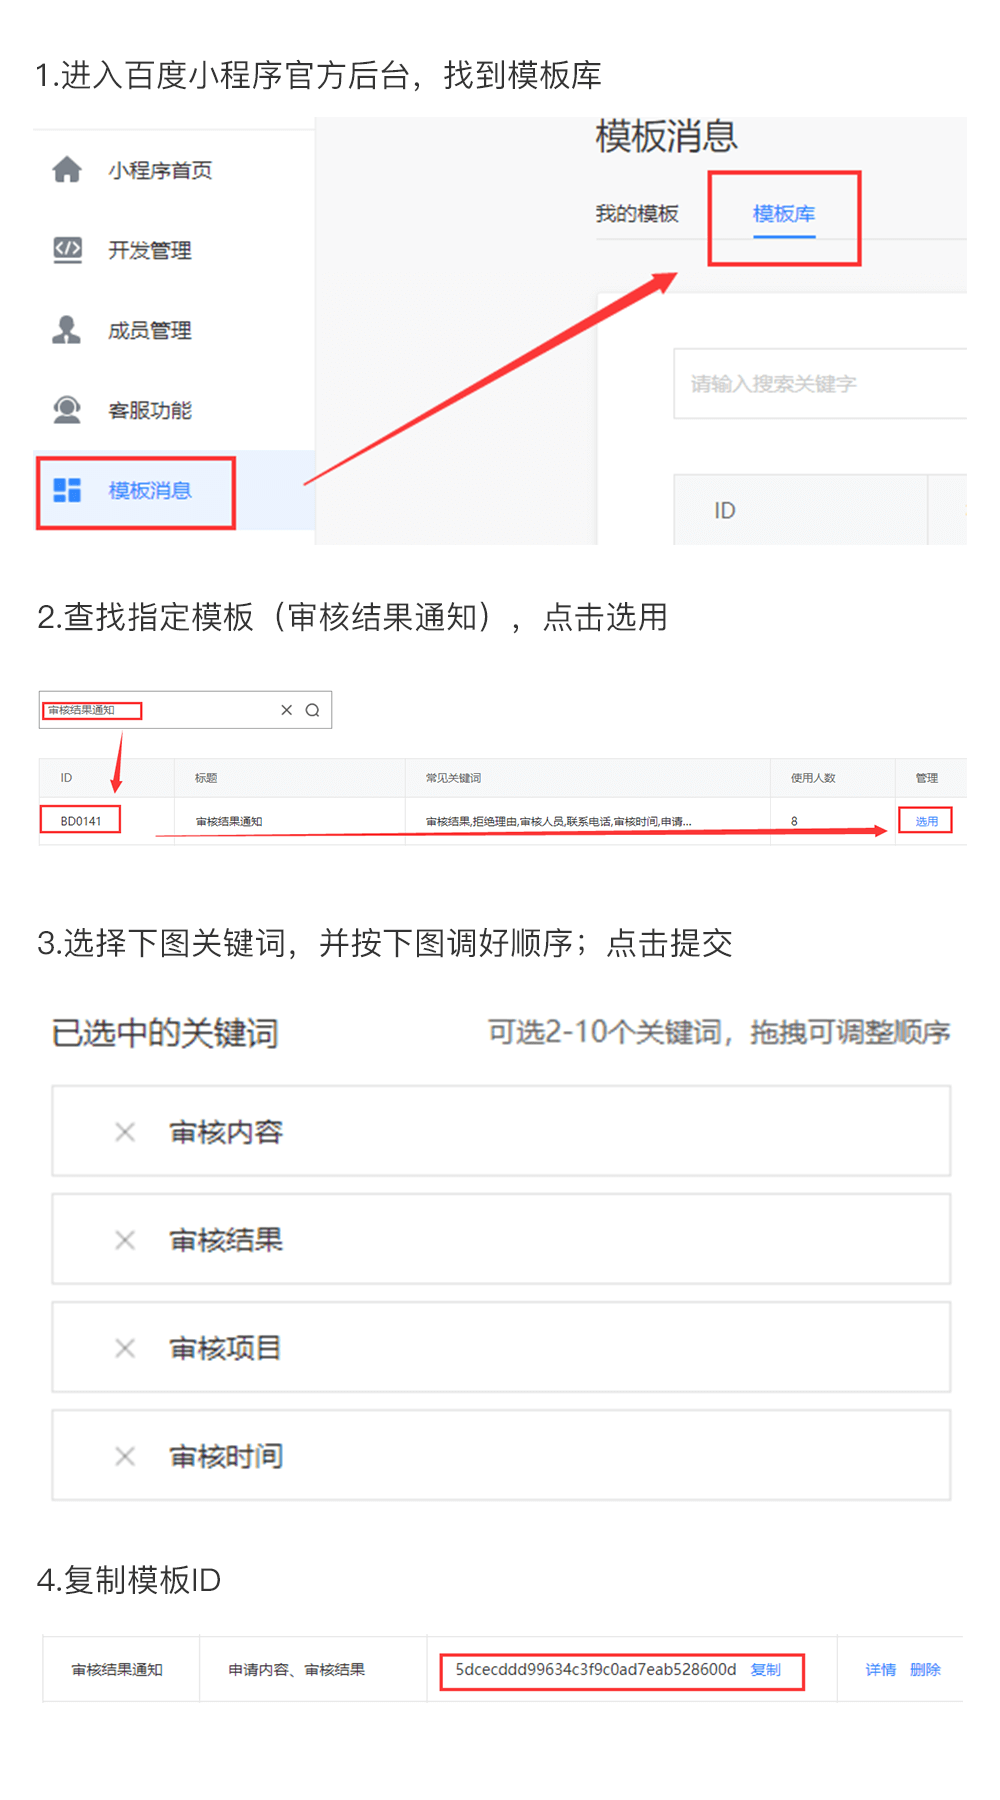 1.进入百度小程序官方后台，找到模板库
模板消息
小程序首页
我的模板 模板库
开发管理
成员管理
请输入搜索关键字
客服功能
模板消息
ID
2.查找指定模板（审核结果通知），点击选用
审核结果通知
ID 标题 常见关键词 使用人数 管理
BD0141 审核结果通知 审核结果,拒绝理由,审核人员,联系电话,审核时间,申请... 8 选用
3.选择下图关键词，并按下图调好顺序；点击提交
已选中的关键词 可选2-10个关键词，拖拽可调整顺序
审核内容
审核结果
审核项目
审核时间
4.复制模板ID
审核结果通知 申请内容、审核结果 5dcecddd99634c3f9c0ad7eab528600d 复制 详情 删除